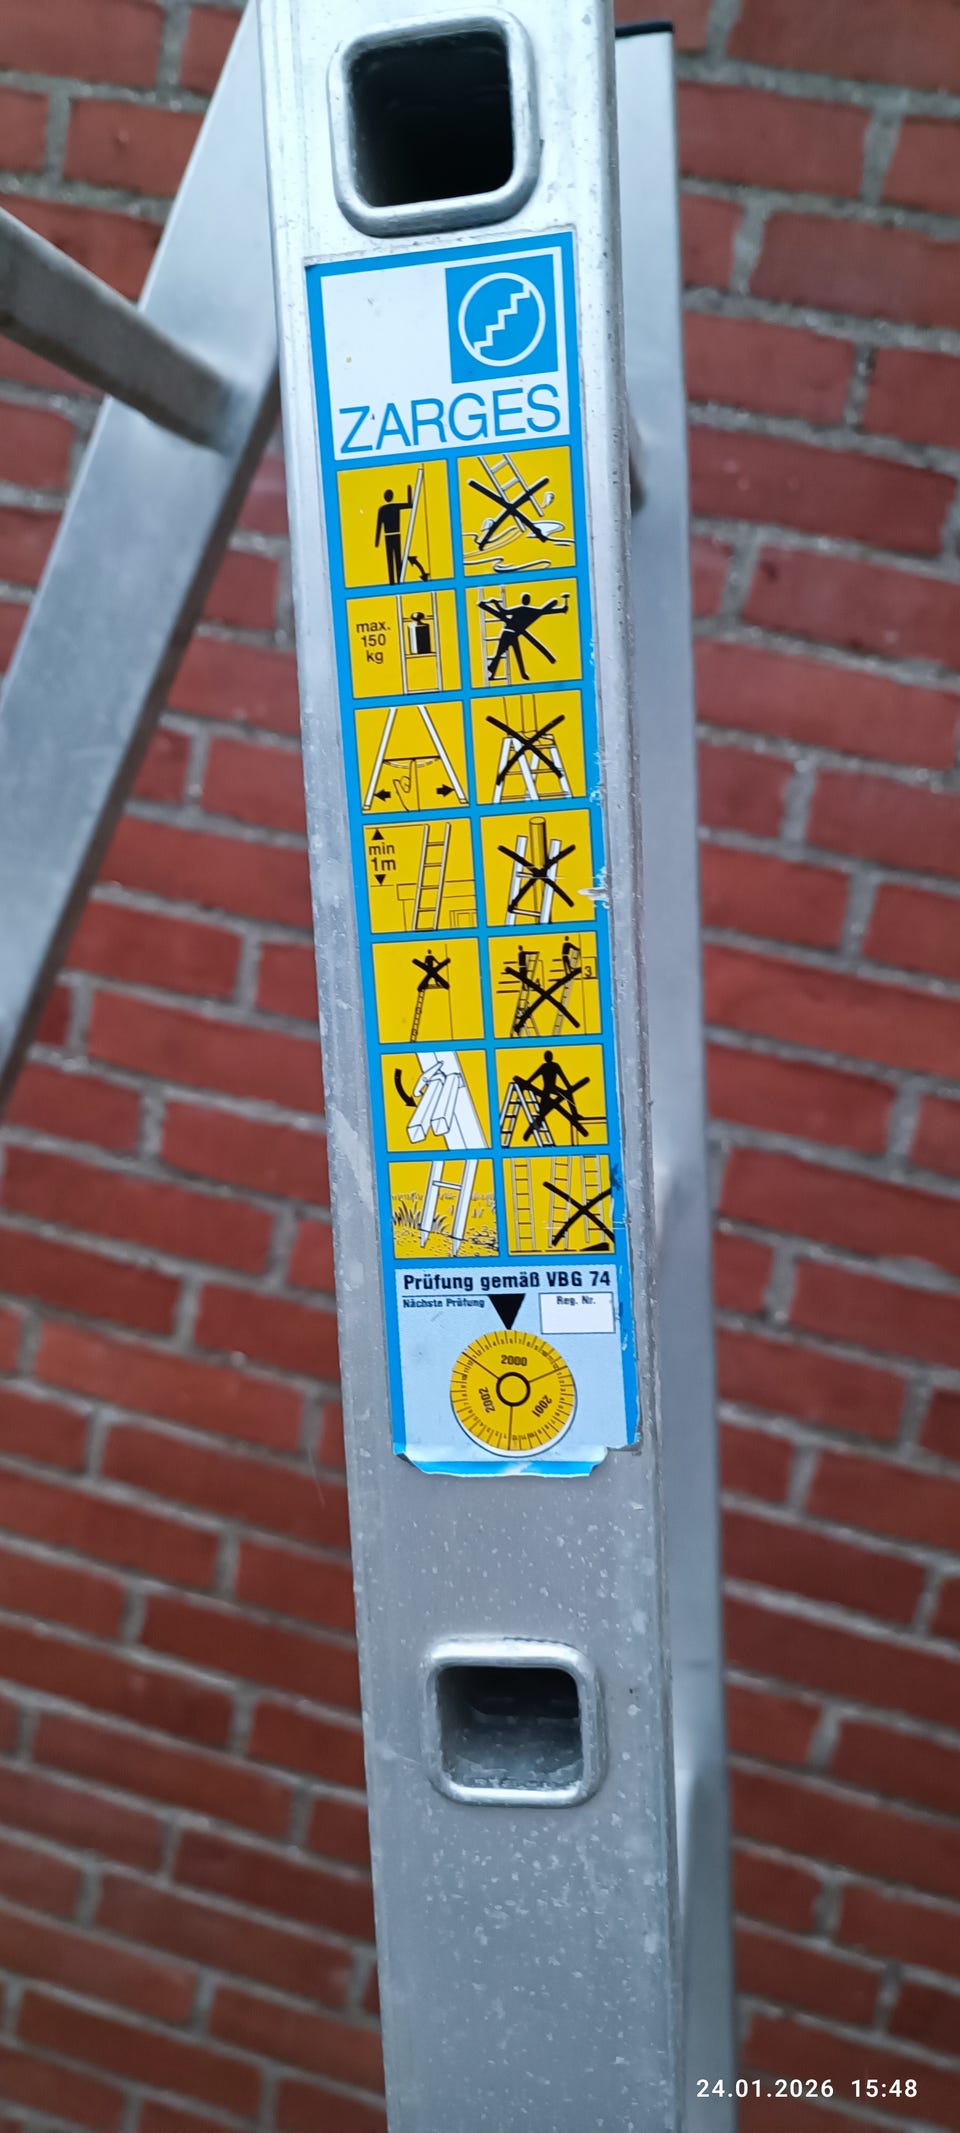 ZARGES
max.
150
kg
min
1m
3
Prüfung gemäß VBG 74
Nächste Prüfung
Reg. Nr.
2000
2001
2002
24.01.2026 15:48